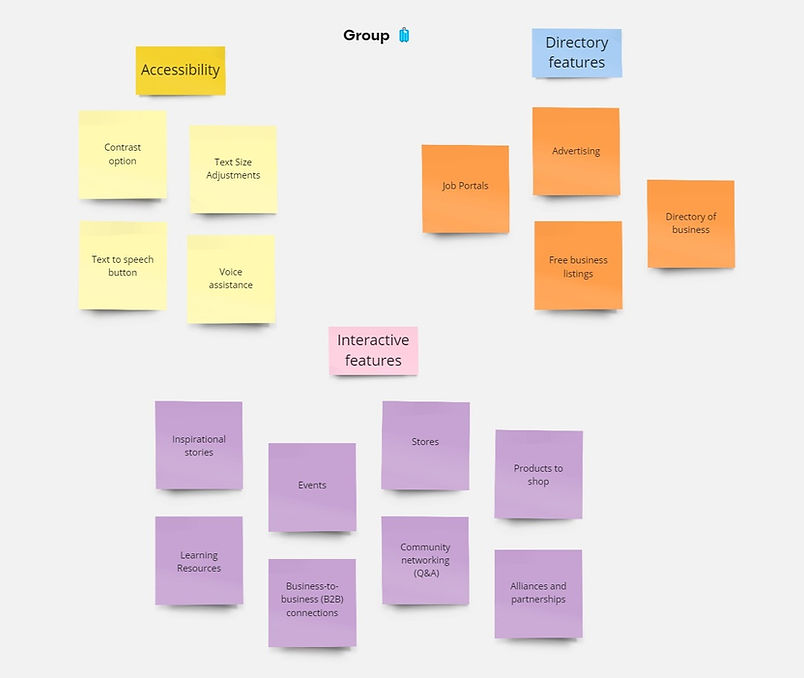 Group
Accessibility
Contrast
option
Text Size
Adjustments
Text to speech
button
Voice
assistance
Directory
features
Job Portals
Advertising
Directory of
business
Free business
listings
Interactive
features
Inspirational
stories
Events
Stores
Products to
shop
Learning
Resources
Business-to-
business (B2B)
connections
Community
networking
(Q&A)
Alliances and
partnerships